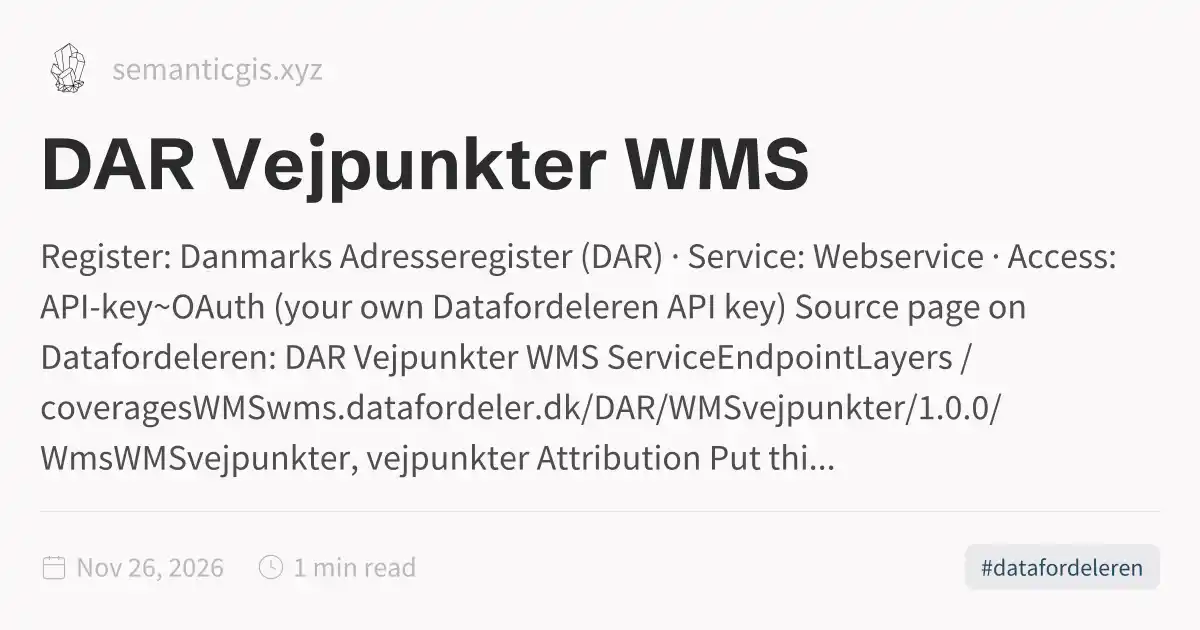 semanticgis.xyz
DAR Vejpunkter WMS
Register: Danmarks Adresseregister (DAR) · Service: Webservice · Access:
API-key~OAuth (your own Datafordeleren API key) Source page on
Datafordeleren: DAR Vejpunkter WMS ServiceEndpointLayers /
coveragesWMSwms.datafordeler.dk/DAR/WMSvejpunkter/1.0.0/
WmsWMSvejpunkter, vejpunkter Attribution Put thi...
Nov 26, 2026 1 min read #datafordeleren